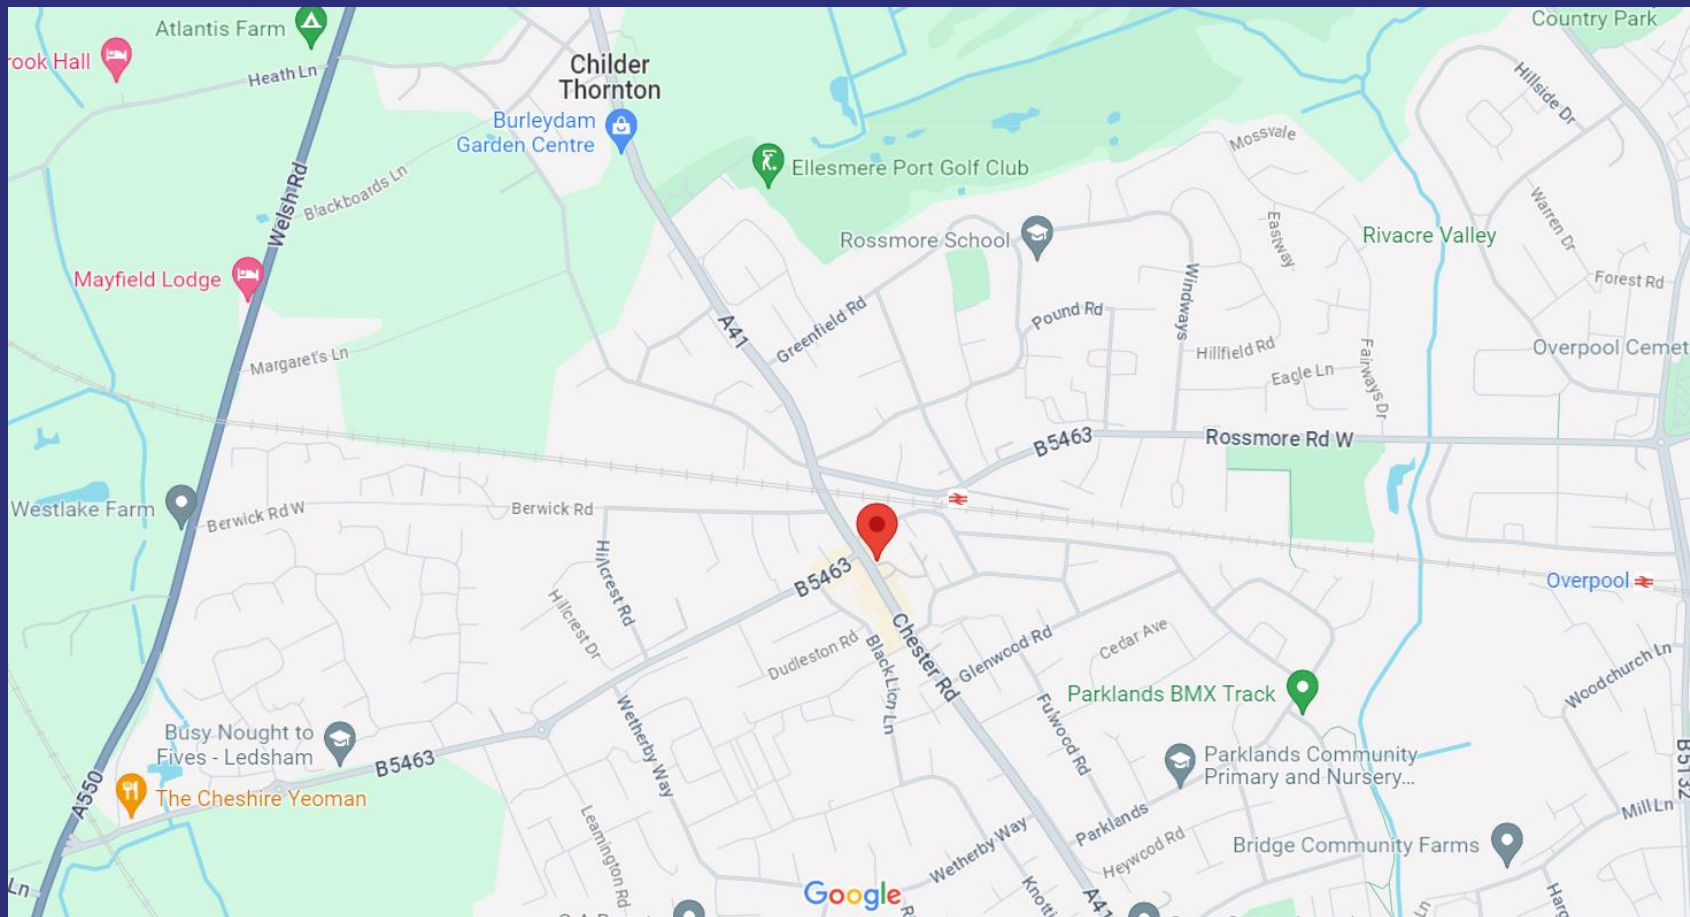 Country Park
Atlantis Farm
rook Hall
Heath Ln
Childer
Thornton
Hillside Dr
Burleydam
Garden Centre
Mossvale
Ellesmere Port Golf Club
Blackboards Ln
Welsh Rd
Warren Dr
Eastway
Rossmore School
Rivacre Valley
Mayfield Lodge
Forest Rd
Windways
Greenfield Rd
Pound Rd
A41
Hillfield Rd
Overpool Cemet
Margaret's Ln
Eagle Ln
Fairways Dr
B5463
Rossmore Rd W
Westlake Farm
Berwick Rd W
Berwick Rd
Hillcrest Rd
B5463
Overpool
Hillcrest Dr
Dudleston Rd
Black Lion Ln
Chester Rd
Glenwood Rd
Cedar Ave
Woodchurch Ln
Parklands BMX Track
Wetherby Way
Fulwood Rd
Busy Nought to
Fives - Ledsham
B5463
Parklands Community
Primary and Nursery...
B5132
A550
The Cheshire Yeoman
Mill Ln
Leamington Rd
Parklands
Heywood Rd
Wetherby Way
Bridge Community Farms
Ln
Google
A41
Ln